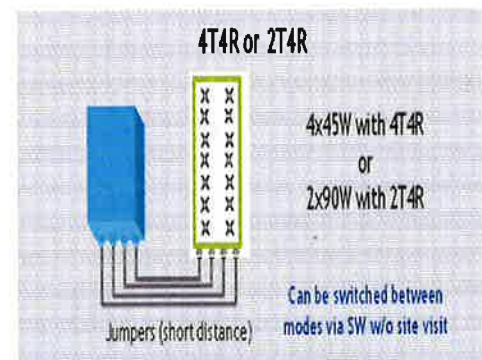 4T4R or 2T4R
4x45W with 4T4R
or
2x90W with 2T4R
Can be switched between
modes via SW w/o site visit
Jumpers (short distance)